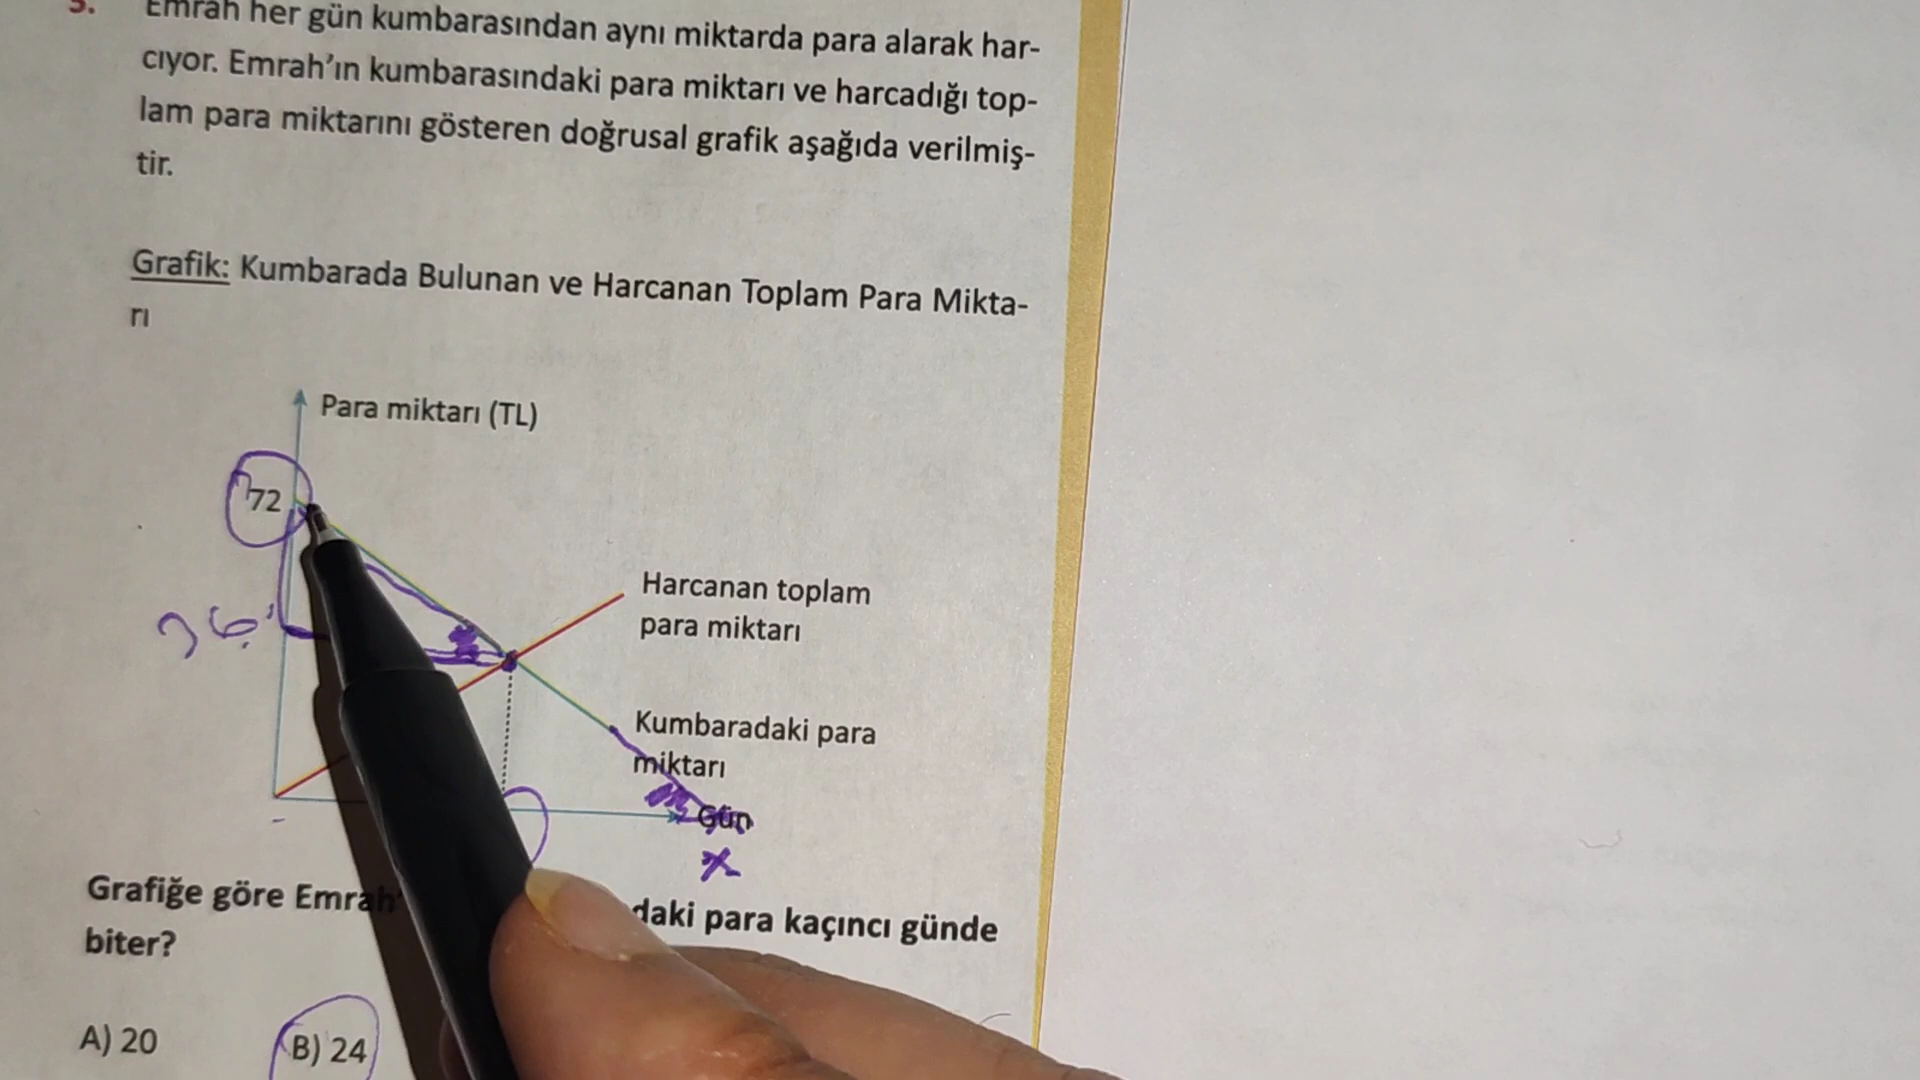 5.
Emrah her gün kumbarasından aynı miktarda para alarak har-
cıyor. Emrah'ın kumbarasındaki para miktarı ve harcadığı top-
lam para miktarını gösteren doğrusal grafik aşağıda verilmiş-
tir.
Grafik: Kumbarada Bulunan ve Harcanan Toplam Para Mikta-
rı
Para miktarı (TL)
72
Harcanan toplam
para miktarı
36
Kumbaradaki para
miktarı
Gün
x
Grafiğe göre Emrah' daki para kaçıncı günde
biter?
A) 20
B) 24